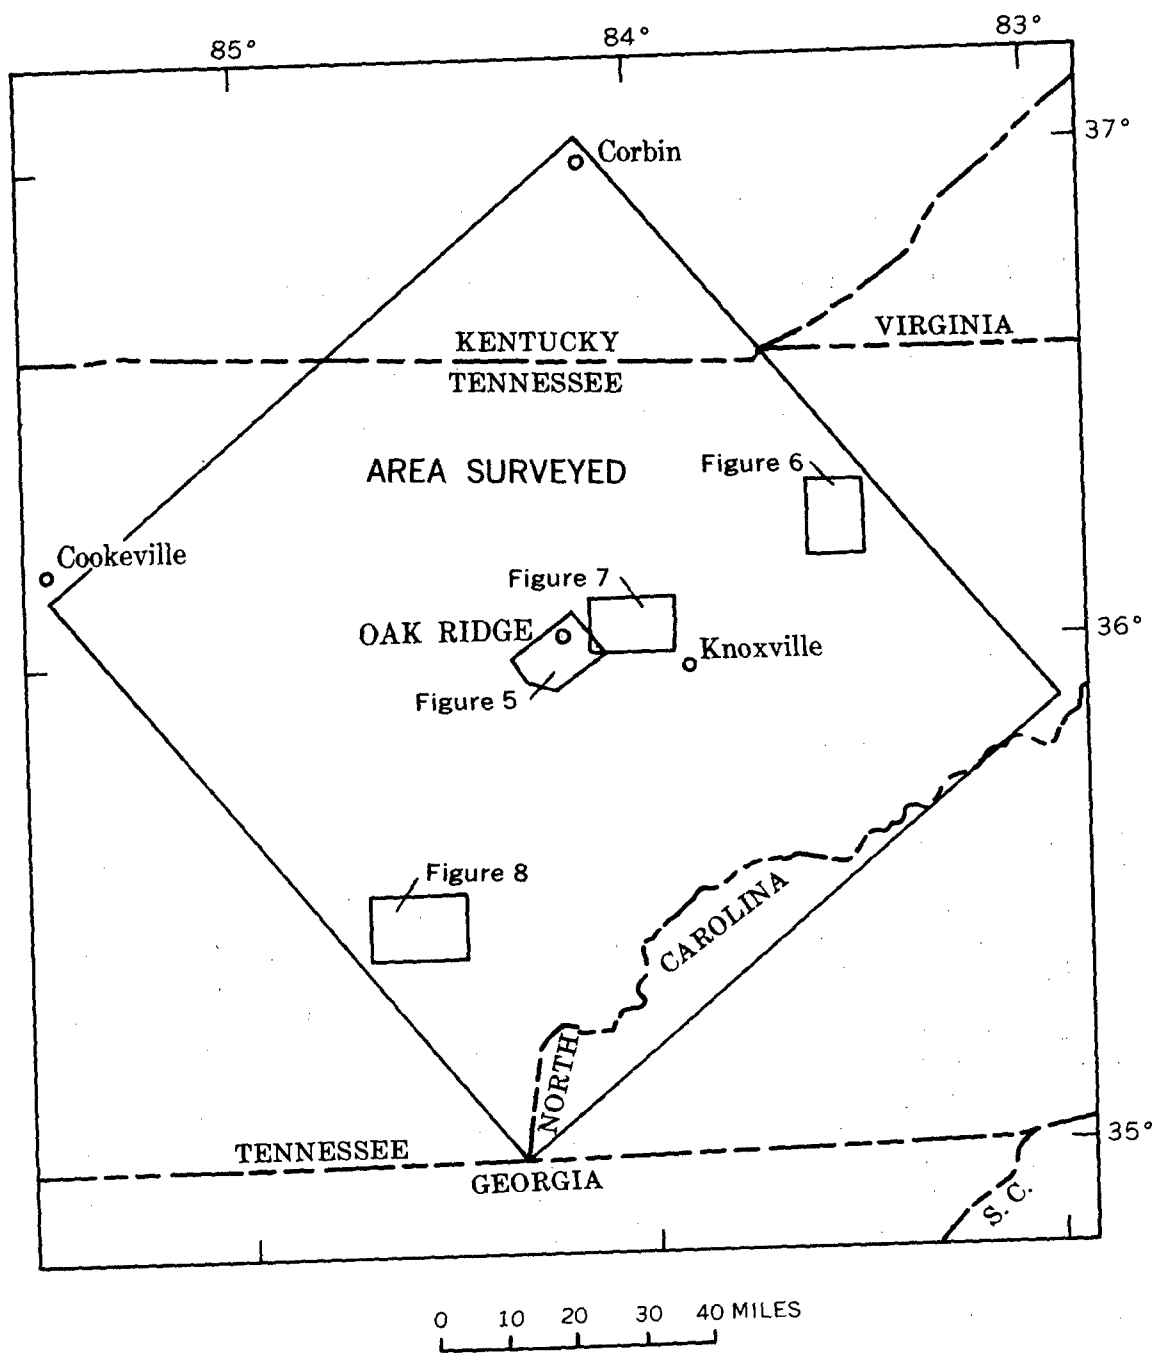 85° 84° 83°
37°
Corbin
KENTUCKY VIRGINIA
TENNESSEE
AREA SURVEYED
Figure 6
Cookeville
Figure 7
OAK RIDGE
36°
Knoxville
Figure 5
Figure 8
NORTH CAROLINA
35°
TENNESSEE
GEORGIA
S. C.
0 10 20 30 40 MILES